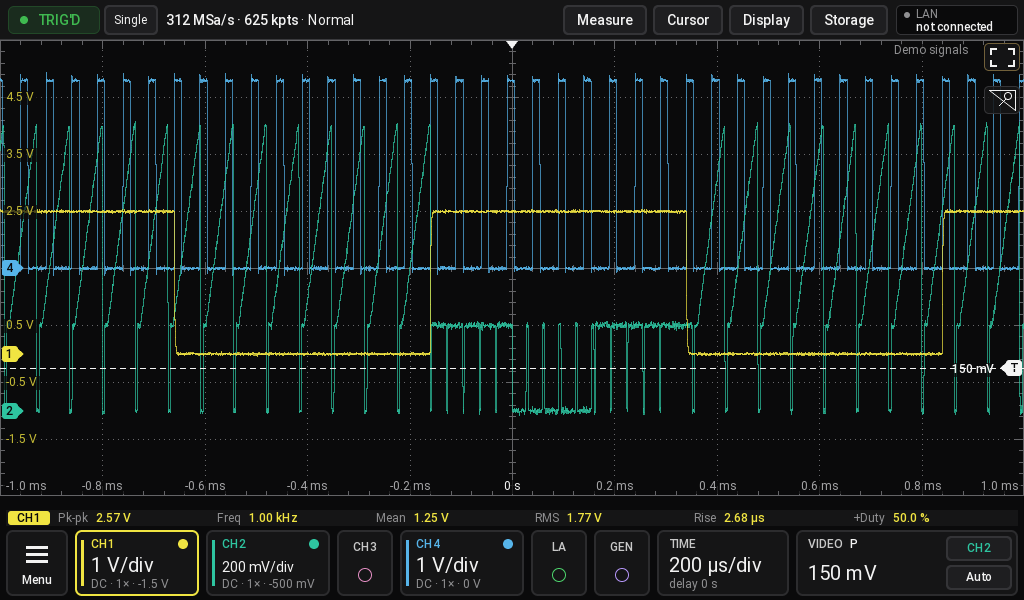 TRIG'D Single 312 MSa/s · 625 kpts · Normal Measure Cursor Display Storage LAN
not connected
Demo signals
4.5 V
3.5 V
2.5 V
4
0.5 V
1
150 mV T
-0.5 V
2
-1.5 V
-1.0 ms -0.8 ms -0.6 ms -0.4 ms -0.2 ms 0 s 0.2 ms 0.4 ms 0.6 ms 0.8 ms 1.0 ms
CH1 Pk-pk 2.57 V Freq 1.00 kHz Mean 1.25 V RMS 1.77 V Rise 2.68 µs +Duty 50.0 %
Menu
CH1
1 V/div
DC · 1× · -1.5 V
CH2
200 mV/div
DC · 1× · -500 mV
CH3
CH4
1 V/div
DC · 1× · 0 V
LA
GEN
TIME
200 µs/div
delay 0 s
VIDEO P
150 mV
CH2
Auto